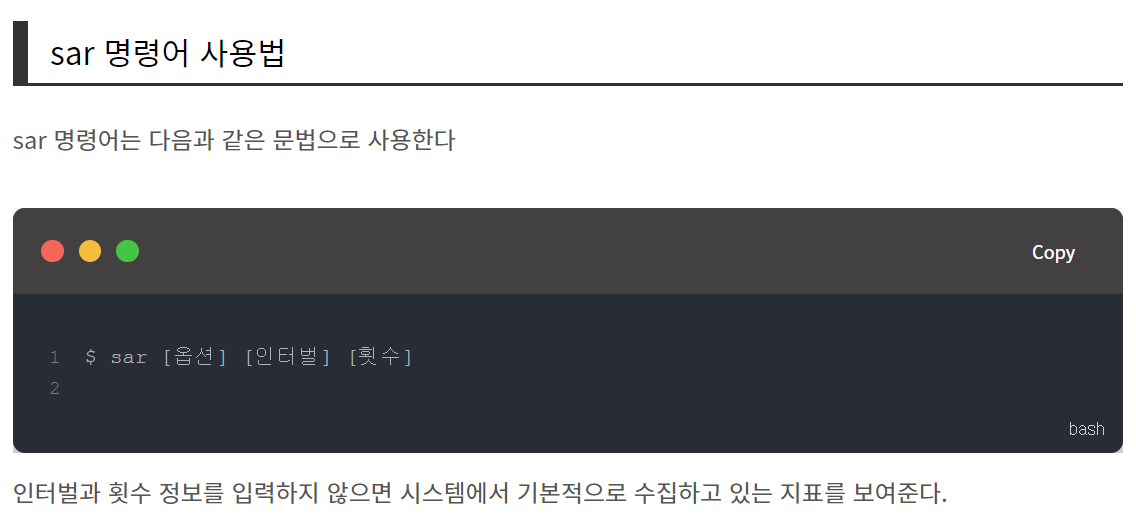 sar 명령어 사용법
sar 명령어는 다음과 같은 문법으로 사용한다
Copy
1 $ sar [옵션] [인터벌] [횟수]
2
bash
인터벌과 횟수 정보를 입력하지 않으면 시스템에서 기본적으로 수집하고 있는 지표를 보여준다.